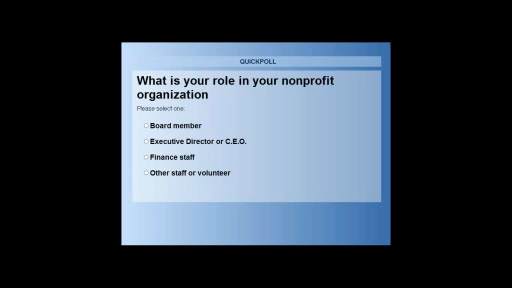 QUICKPOLL
What is your role in your nonprofit
organization
Please select one:
Board member
Executive Director or C.E.O.
Finance staff
Other staff or volunteer